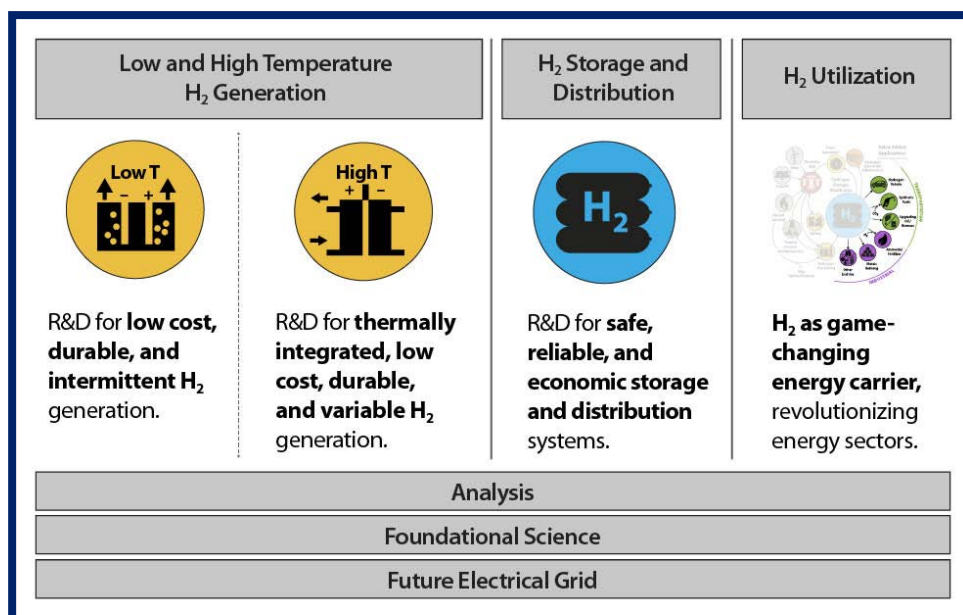 Low and High Temperature
H₂ Generation
H₂ Storage and
Distribution
H₂ Utilization
Low T
− +
High T
+ −
H₂
H₂
R&D for low cost,
durable, and
intermittent H₂
generation.
R&D for thermally
integrated, low
cost, durable,
and variable H₂
generation.
R&D for safe,
reliable, and
economic storage
and distribution
systems.
H₂ as game-
changing
energy carrier,
revolutionizing
energy sectors.
Analysis
Foundational Science
Future Electrical Grid